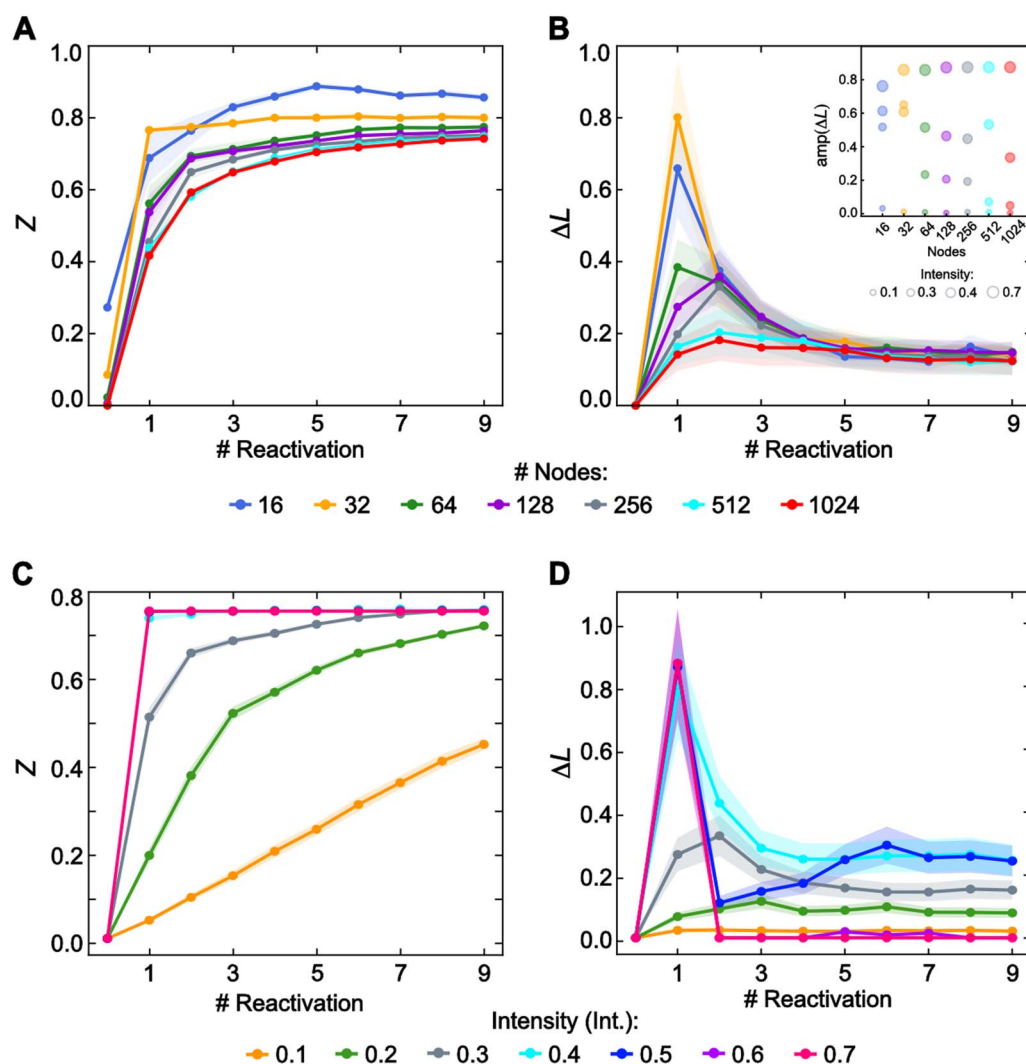 A
1.0
0.8
0.6
0.4
0.2
0.0
Z
1 3 5 7 9
# Reactivation
B
1.0
0.8
0.6
0.4
0.2
0.0
ΔL
1 3 5 7 9
# Reactivation
0.8
0.6
0.4
0.2
0.0
amp(ΔL)
16 32 64 128 256 512 1024
Nodes
Intensity:
0.1 0.3 0.4 0.7
# Nodes:
16 32 64 128 256 512 1024
C
0.8
0.6
0.4
0.2
0.0
Z
1 3 5 7 9
# Reactivation
D
1.0
0.8
0.6
0.4
0.2
0.0
ΔL
1 3 5 7 9
# Reactivation
Intensity (Int.):
0.1 0.2 0.3 0.4 0.5 0.6 0.7